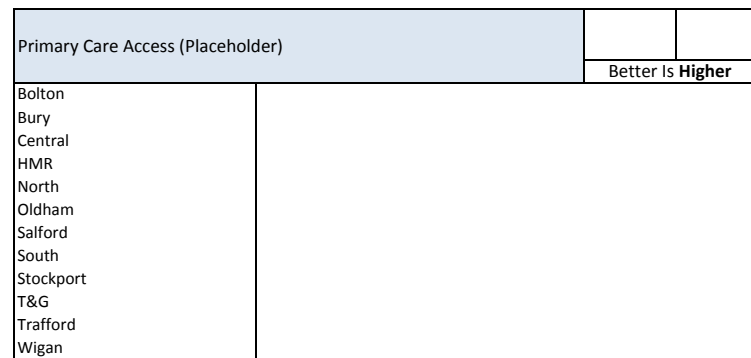 Primary Care Access (Placeholder)
Better Is Higher
Bolton
Bury
Central
HMR
North
Oldham
Salford
South
Stockport
T&G
Trafford
Wigan